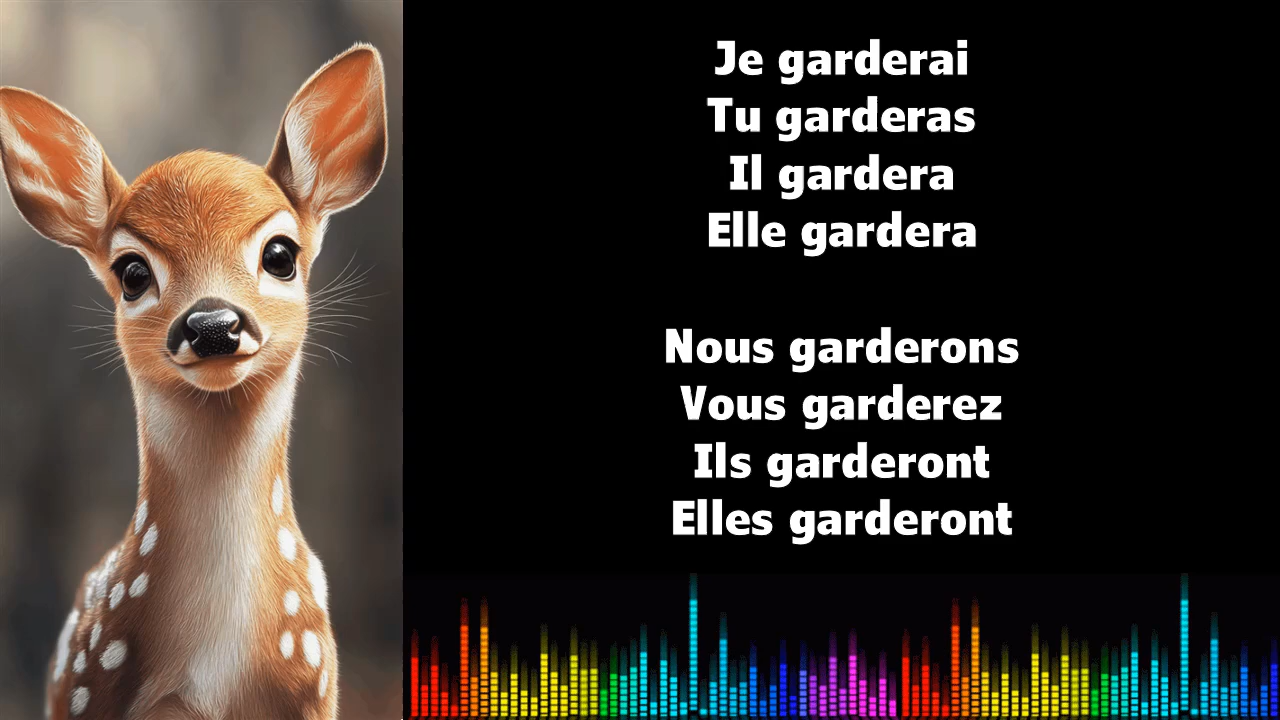 Je garderai
Tu garderas
Il gardera
Elle gardera
Nous garderons
Vous garderez
Ils garderont
Elles garderont